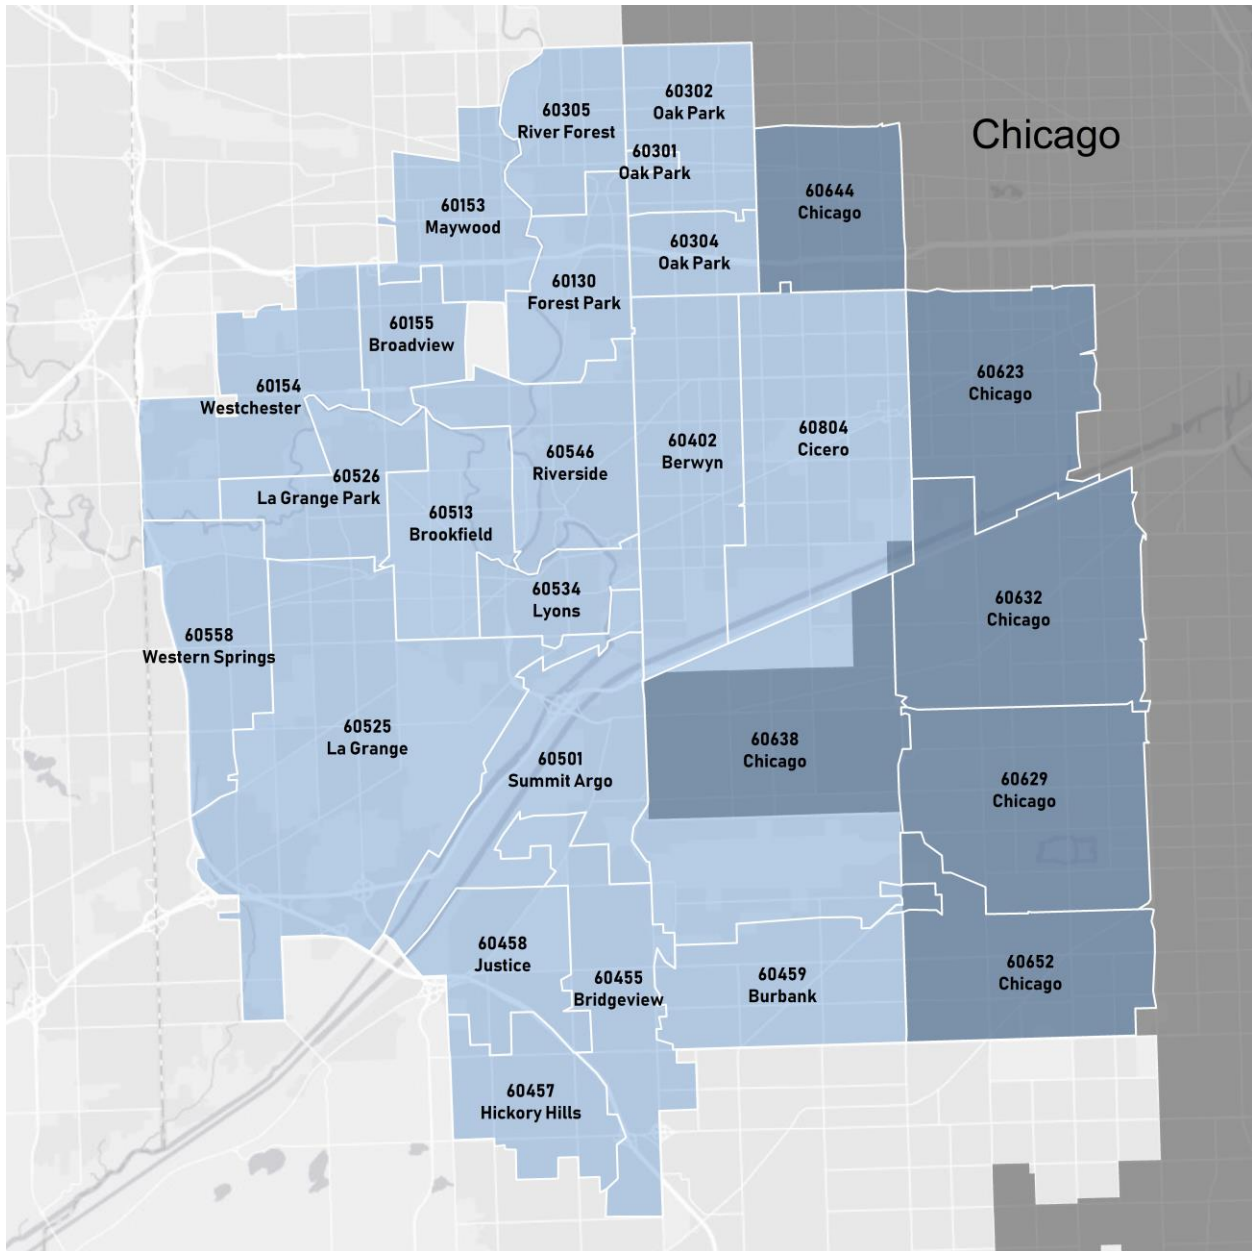 60302
Oak Park
60305
River Forest
Chicago
60301
Oak Park
60644
Chicago
60153
Maywood
60304
Oak Park
60130
Forest Park
60155
Broadview
60623
Chicago
60154
Westchester
60804
Cicero
60402
Berwyn
60546
Riverside
60526
La Grange Park
60513
Brookfield
60534
Lyons
60632
Chicago
60558
Western Springs
60525
La Grange
60638
Chicago
60501
Summit Argo
60629
Chicago
60458
Justice
60455
Bridgeview
60459
Burbank
60652
Chicago
60457
Hickory Hills